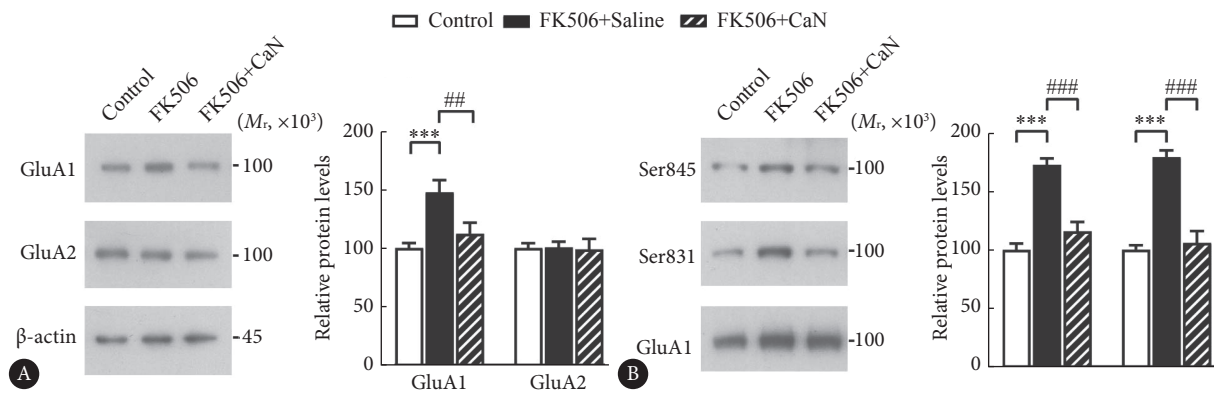 Control FK506+Saline FK506+CaN
Control FK506 FK506+CaN
(Mr, ×10³)
GluA1
-100
GluA2
-100
β-actin
-45
A
Relative protein levels
200
150
100
50
0
***
##
GluA1 GluA2
Control FK506 FK506+CaN
(Mr, ×10³)
Ser845
-100
Ser831
-100
GluA1
-100
B
Relative protein levels
200
150
100
50
0
*** ###
*** ###